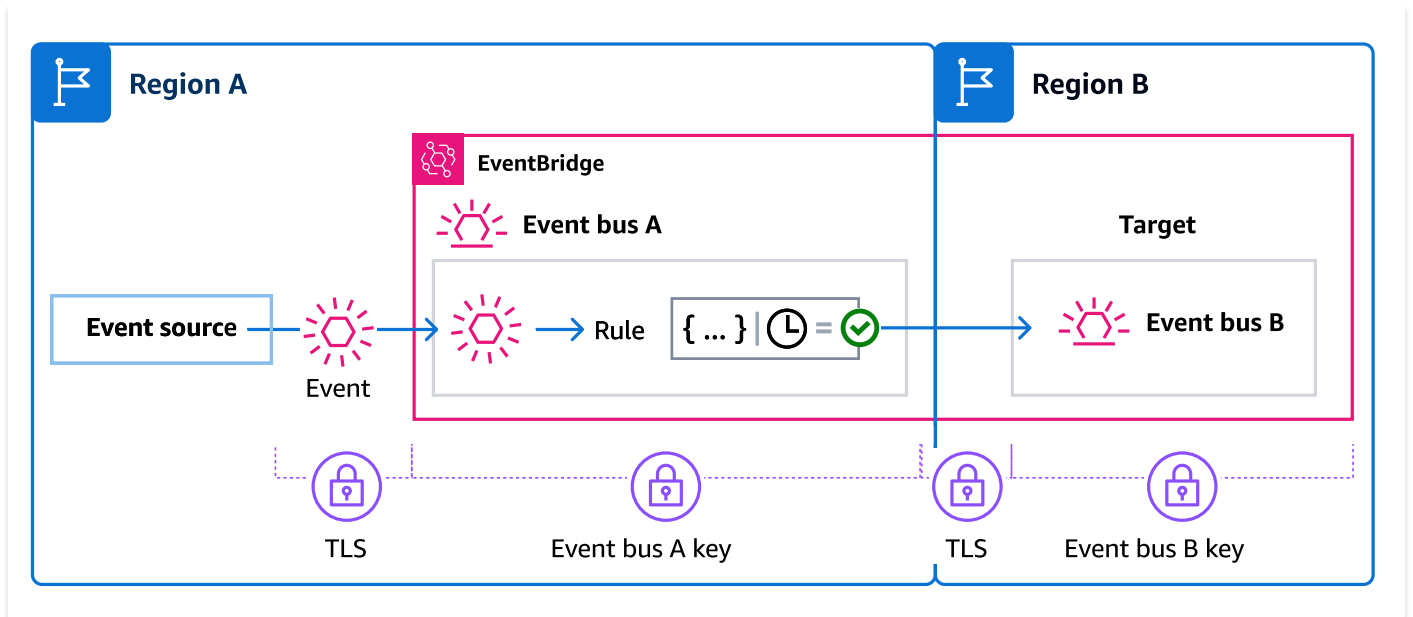 Region A
Region B
EventBridge
Event bus A
Target
Event source
Event
Rule
{ ... } | =
Event bus B
TLS
Event bus A key
TLS
Event bus B key